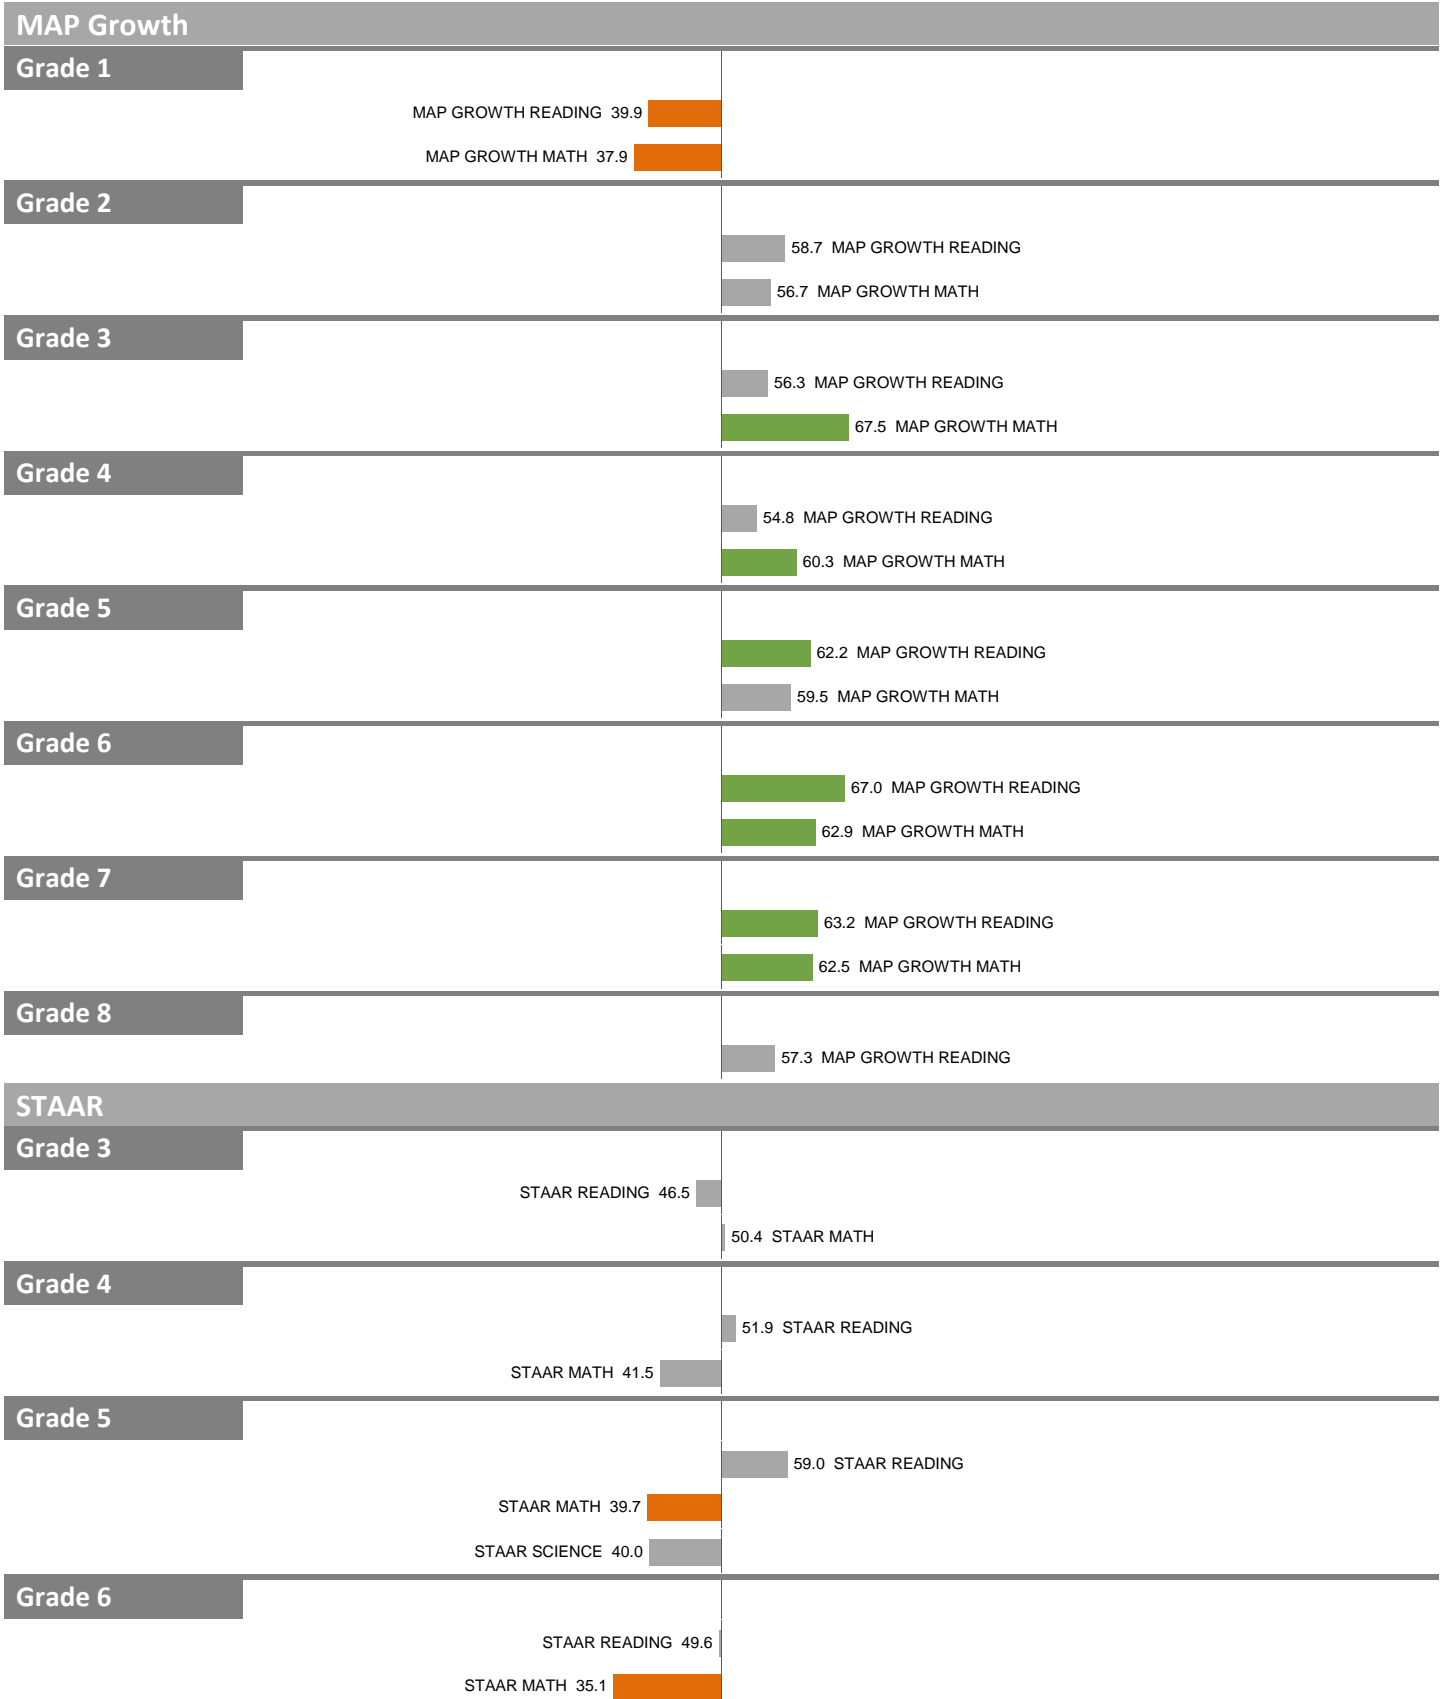 MAP Growth
Grade 1
MAP GROWTH READING 39.9
MAP GROWTH MATH 37.9
Grade 2
58.7 MAP GROWTH READING
56.7 MAP GROWTH MATH
Grade 3
56.3 MAP GROWTH READING
67.5 MAP GROWTH MATH
Grade 4
54.8 MAP GROWTH READING
60.3 MAP GROWTH MATH
Grade 5
62.2 MAP GROWTH READING
59.5 MAP GROWTH MATH
Grade 6
67.0 MAP GROWTH READING
62.9 MAP GROWTH MATH
Grade 7
63.2 MAP GROWTH READING
62.5 MAP GROWTH MATH
Grade 8
57.3 MAP GROWTH READING
STAAR
Grade 3
STAAR READING 46.5
50.4 STAAR MATH
Grade 4
51.9 STAAR READING
STAAR MATH 41.5
Grade 5
59.0 STAAR READING
STAAR MATH 39.7
STAAR SCIENCE 40.0
Grade 6
STAAR READING 49.6
STAAR MATH 35.1